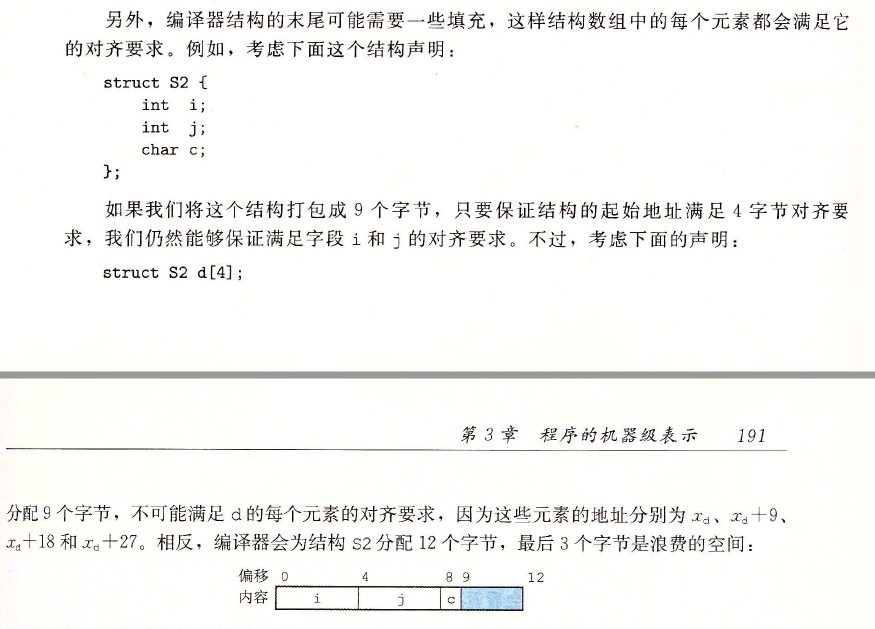 另外，编译器结构的末尾可能需要一些填充，这样结构数组中的每个元素都会满足它
的对齐要求。例如，考虑下面这个结构声明：
struct S2 {
    int  i;
    int  j;
    char c;
};
如果我们将这个结构打包成 9 个字节，只要保证结构的起始地址满足 4 字节对齐要
求，我们仍然能够保证满足字段 i 和 j 的对齐要求。不过，考虑下面的声明：
struct S2 d[4];
第 3 章　程序的机器级表示　191
分配 9 个字节，不可能满足 d 的每个元素的对齐要求，因为这些元素的地址分别为 x_d、x_d+9、
x_d+18 和 x_d+27。相反，编译器会为结构 S2 分配 12 个字节，最后 3 个字节是浪费的空间：
偏移 0 4 8 9 12
内容 i j c